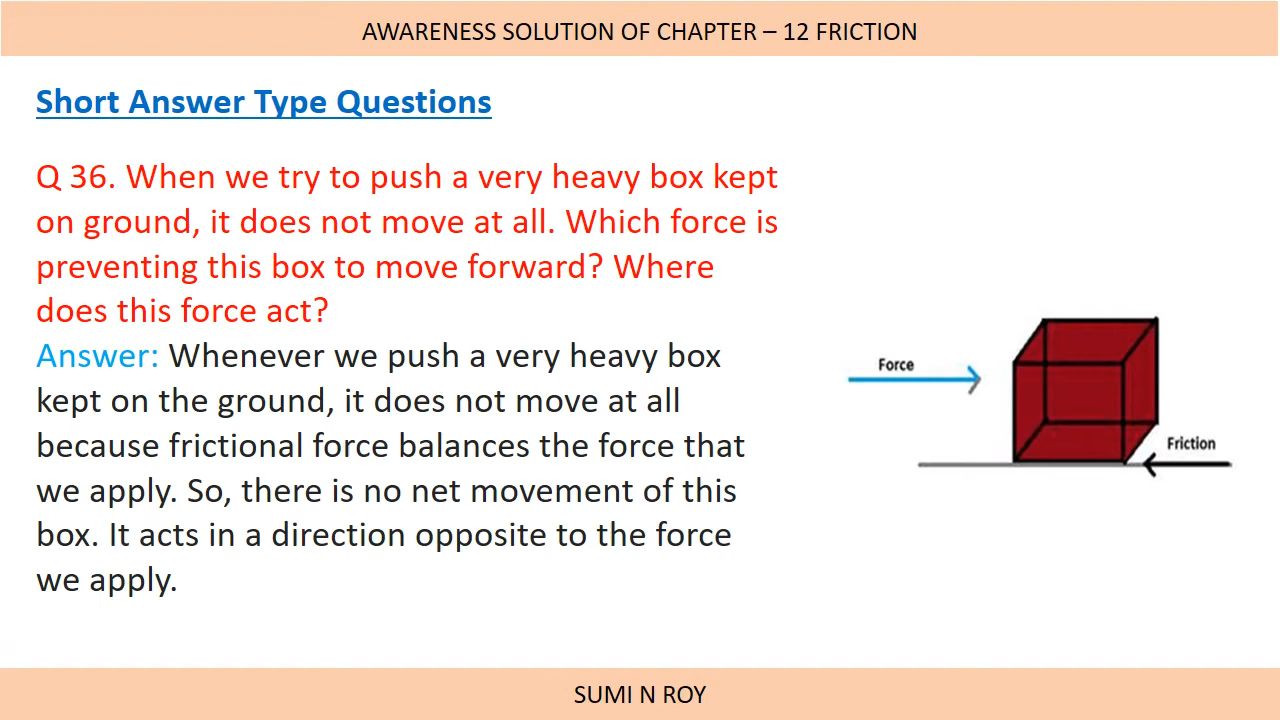 AWARENESS SOLUTION OF CHAPTER – 12 FRICTION
Short Answer Type Questions
Q 36. When we try to push a very heavy box kept
on ground, it does not move at all. Which force is
preventing this box to move forward? Where
does this force act?
Answer: Whenever we push a very heavy box
kept on the ground, it does not move at all
because frictional force balances the force that
we apply. So, there is no net movement of this
box. It acts in a direction opposite to the force
we apply.
Force
Friction
SUMI N ROY